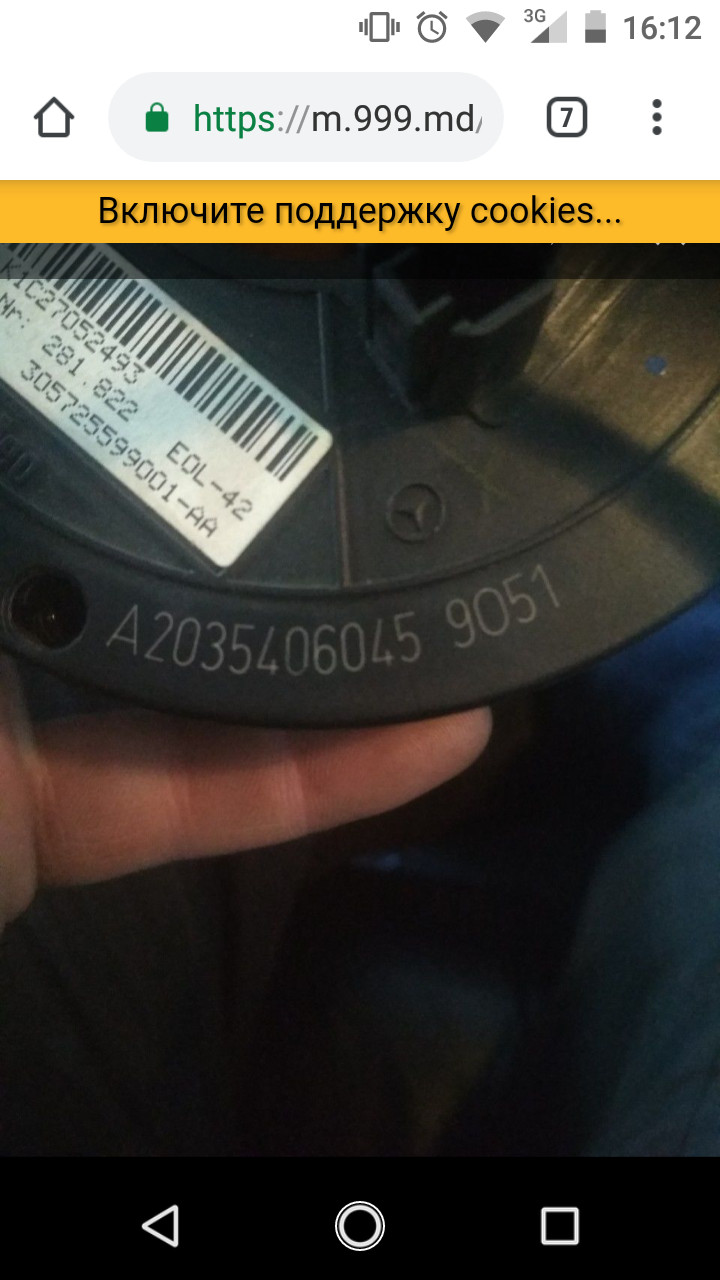 3G 16:12
https://m.999.md/
7
Включите поддержку cookies...
K1C27052493
Nr: 281.822 EOL-42
305725599001-AA
A2035406045 9051